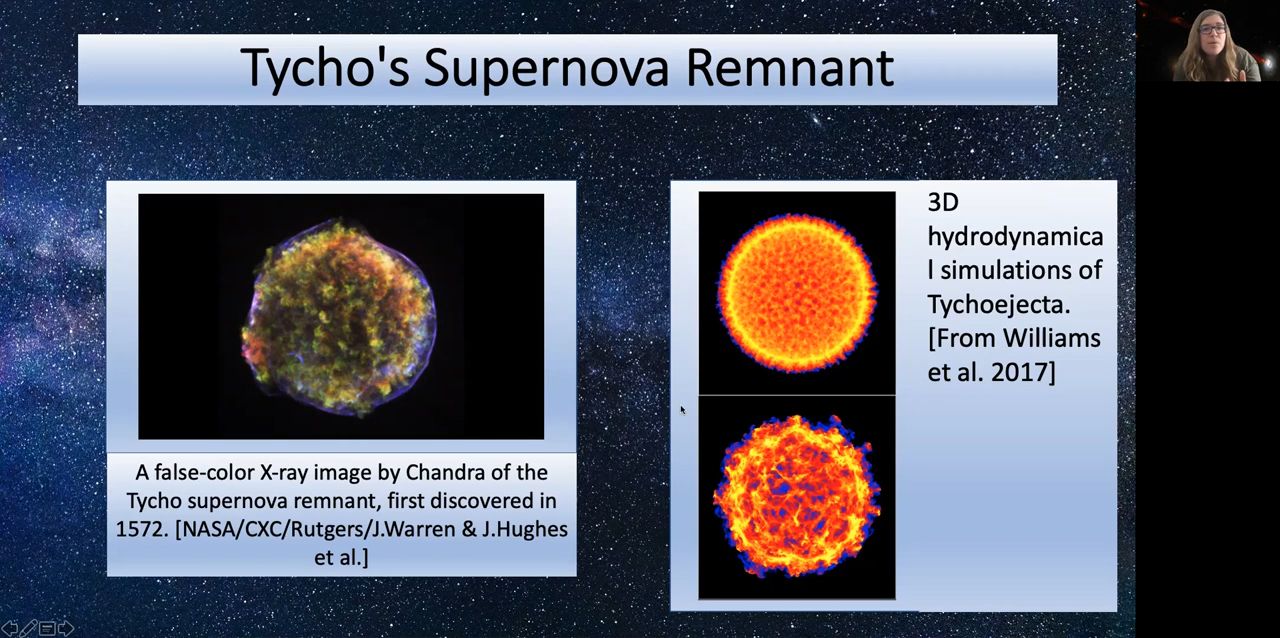 Tycho's Supernova Remnant
A false-color X-ray image by Chandra of the
Tycho supernova remnant, first discovered in
1572. [NASA/CXC/Rutgers/J.Warren & J.Hughes
et al.]
3D
hydrodynamica
l simulations of
Tychoejecta.
[From Williams
et al. 2017]